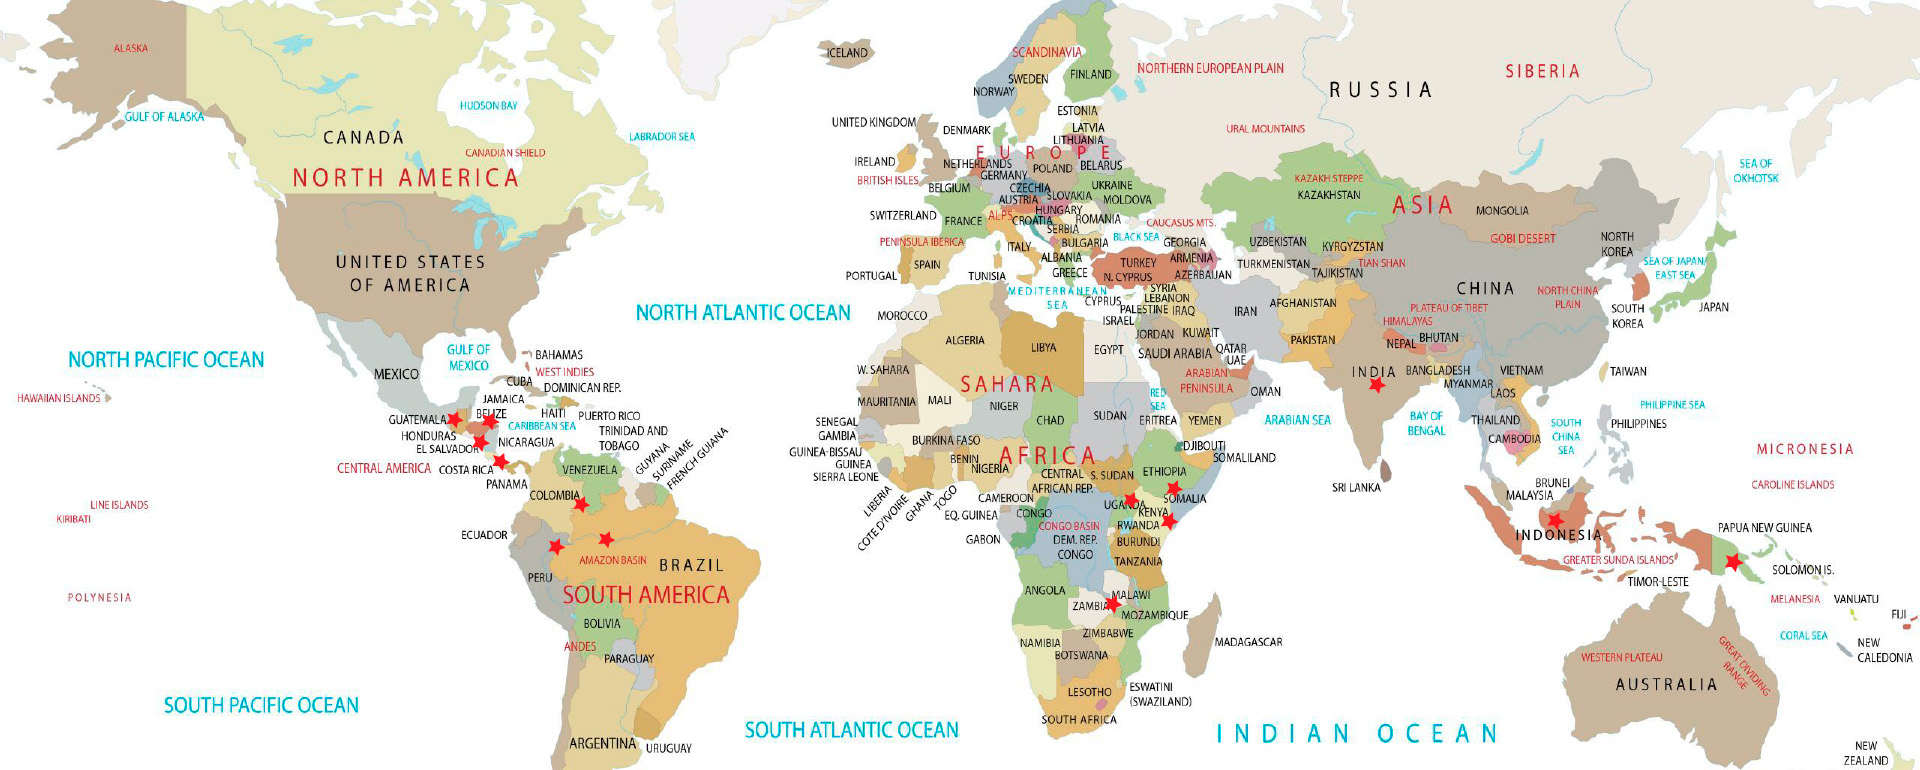 ALASKA
GULF OF ALASKA
CANADA
HUDSON BAY
LABRADOR SEA
CANADIAN SHIELD
NORTH AMERICA
UNITED STATES
OF AMERICA
NORTH PACIFIC OCEAN
NORTH ATLANTIC OCEAN
GULF OF
MEXICO
MEXICO
BAHAMAS
WEST INDIES
CUBA
DOMINICAN REP.
JAMAICA
HAITI
PUERTO RICO
HAWAIIAN ISLANDS
GUATEMALA
BELIZE
CARIBBEAN SEA
TRINIDAD AND
TOBAGO
HONDURAS
EL SALVADOR
NICARAGUA
CENTRAL AMERICA
COSTA RICA
PANAMA
VENEZUELA
GUYANA
SURINAME
FRENCH GUIANA
COLOMBIA
LINE ISLANDS
KIRIBATI
ECUADOR
AMAZON BASIN
BRAZIL
PERU
POLYNESIA
SOUTH AMERICA
BOLIVIA
ANDES
PARAGUAY
SOUTH PACIFIC OCEAN
SOUTH ATLANTIC OCEAN
ARGENTINA
URUGUAY
ICELAND
SCANDINAVIA
SWEDEN
FINLAND
NORWAY
NORTHERN EUROPEAN PLAIN
RUSSIA
SIBERIA
UNITED KINGDOM
DENMARK
ESTONIA
LATVIA
LITHUANIA
URAL MOUNTAINS
EUROPE
IRELAND
BRITISH ISLES
NETHERLANDS
POLAND
BELARUS
GERMANY
BELGIUM
CZECHIA
UKRAINE
SLOVAKIA
AUSTRIA
MOLDOVA
SWITZERLAND
FRANCE
ALPS
HUNGARY
CROATIA
ROMANIA
SERBIA
CAUCASUS MTS.
BLACK SEA
PENINSULA IBERICA
ITALY
BULGARIA
GEORGIA
ALBANIA
ARMENIA
PORTUGAL
SPAIN
TUNISIA
GREECE
TURKEY
N. CYPRUS
AZERBAIJAN
MEDITERRANEAN
SEA
CYPRUS
SYRIA
LEBANON
PALESTINE
IRAQ
ISRAEL
IRAN
JORDAN
KUWAIT
SAUDI ARABIA
QATAR
UAE
ARABIAN
PENINSULA
OMAN
YEMEN
RED
SEA
ARABIAN SEA
KAZAKH STEPPE
KAZAKHSTAN
UZBEKISTAN
KYRGYZSTAN
TURKMENISTAN
TAJIKISTAN
TIAN SHAN
AFGHANISTAN
PAKISTAN
ASIA
MONGOLIA
GOBI DESERT
CHINA
PLATEAU OF TIBET
NORTH CHINA
PLAIN
HIMALAYAS
NEPAL
BHUTAN
INDIA
BANGLADESH
MYANMAR
VIETNAM
LAOS
THAILAND
CAMBODIA
BAY OF
BENGAL
SRI LANKA
SEA OF
OKHOTSK
NORTH
KOREA
SEA OF JAPAN/
EAST SEA
SOUTH
KOREA
JAPAN
TAIWAN
PHILIPPINE SEA
SOUTH
CHINA
SEA
PHILIPPINES
MICRONESIA
CAROLINE ISLANDS
BRUNEI
MALAYSIA
INDONESIA
GREATER SUNDA ISLANDS
TIMOR-LESTE
PAPUA NEW GUINEA
SOLOMON IS.
MELANESIA
VANUATU
FIJI
CORAL SEA
NEW
CALEDONIA
WESTERN PLATEAU
GREAT DIVIDING
RANGE
AUSTRALIA
NEW
ZEALAND
INDIAN OCEAN
MOROCCO
ALGERIA
LIBYA
EGYPT
W. SAHARA
SAHARA
MAURITANIA
MALI
NIGER
CHAD
SUDAN
ERITREA
SENEGAL
GAMBIA
GUINEA-BISSAU
GUINEA
SIERRA LEONE
BURKINA FASO
BENIN
NIGERIA
AFRICA
DJIBOUTI
SOMALILAND
ETHIOPIA
SOMALIA
LIBERIA
COTE D'IVOIRE
GHANA
TOGO
CENTRAL
AFRICAN REP.
S. SUDAN
CAMEROON
EQ. GUINEA
CONGO
GABON
CONGO BASIN
DEM. REP.
CONGO
UGANDA
KENYA
RWANDA
BURUNDI
TANZANIA
ANGOLA
ZAMBIA
MALAWI
MOZAMBIQUE
ZIMBABWE
NAMIBIA
BOTSWANA
MADAGASCAR
LESOTHO
ESWATINI
(SWAZILAND)
SOUTH AFRICA